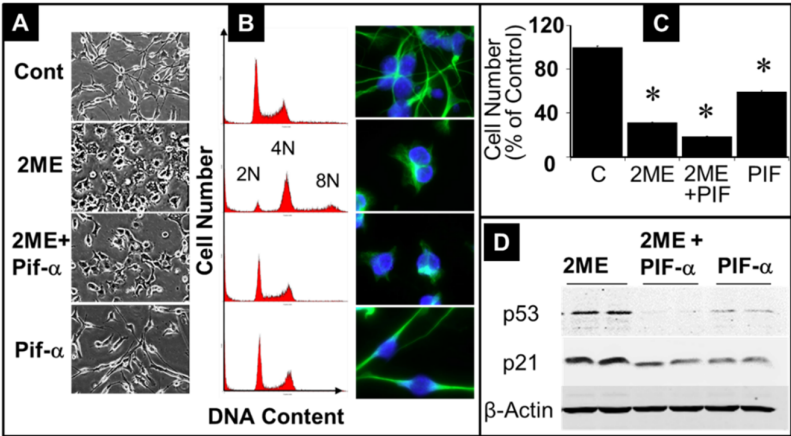 A
Cont
2ME
2ME+
Pif-α
Pif-α
B
Cell Number
2N
4N
8N
DNA Content
C
Cell Number
(% of Control)
120
80
40
0
*
*
*
C
2ME
2ME
+PIF
PIF
D
2ME
2ME +
PIF-α
PIF-α
p53
p21
β-Actin